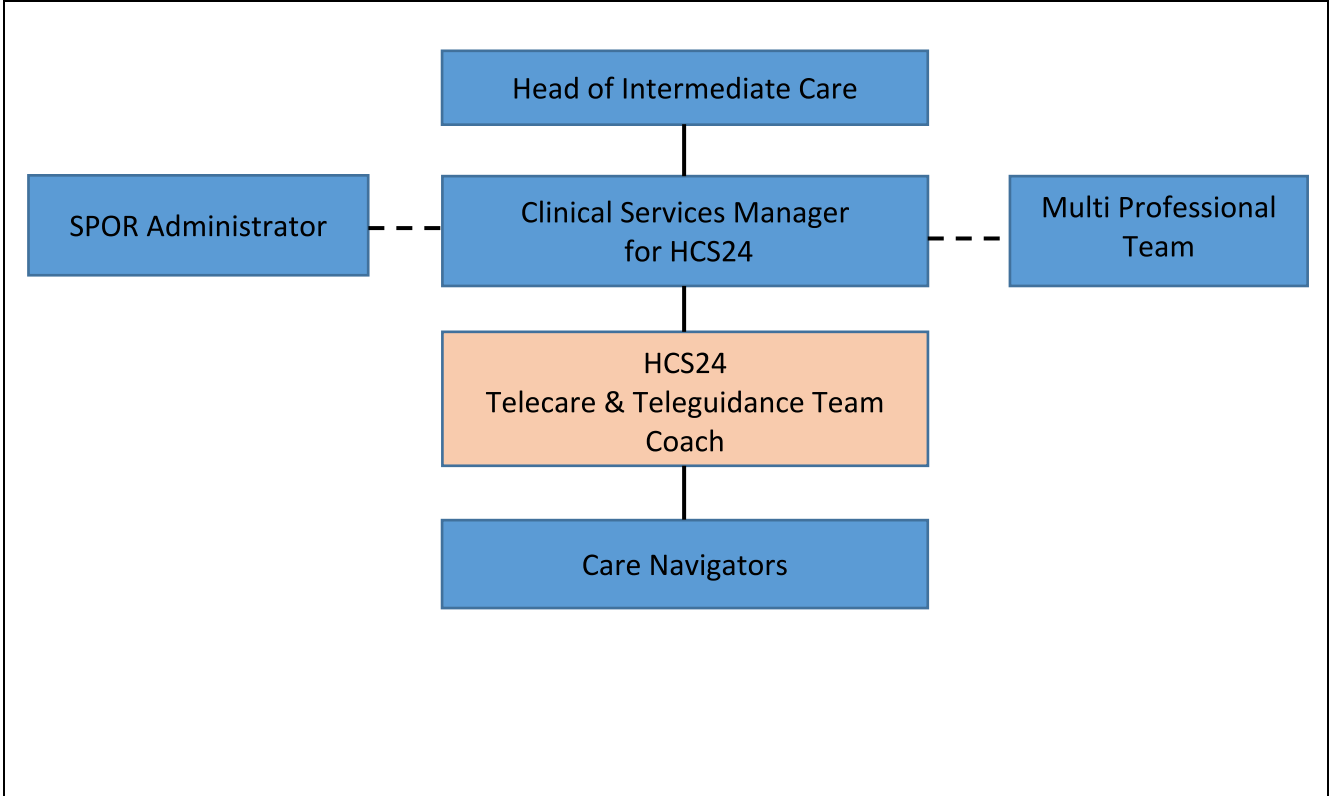 Head of Intermediate Care
SPOR Administrator
Clinical Services Manager
for HCS24
Multi Professional
Team
HCS24
Telecare & Teleguidance Team
Coach
Care Navigators